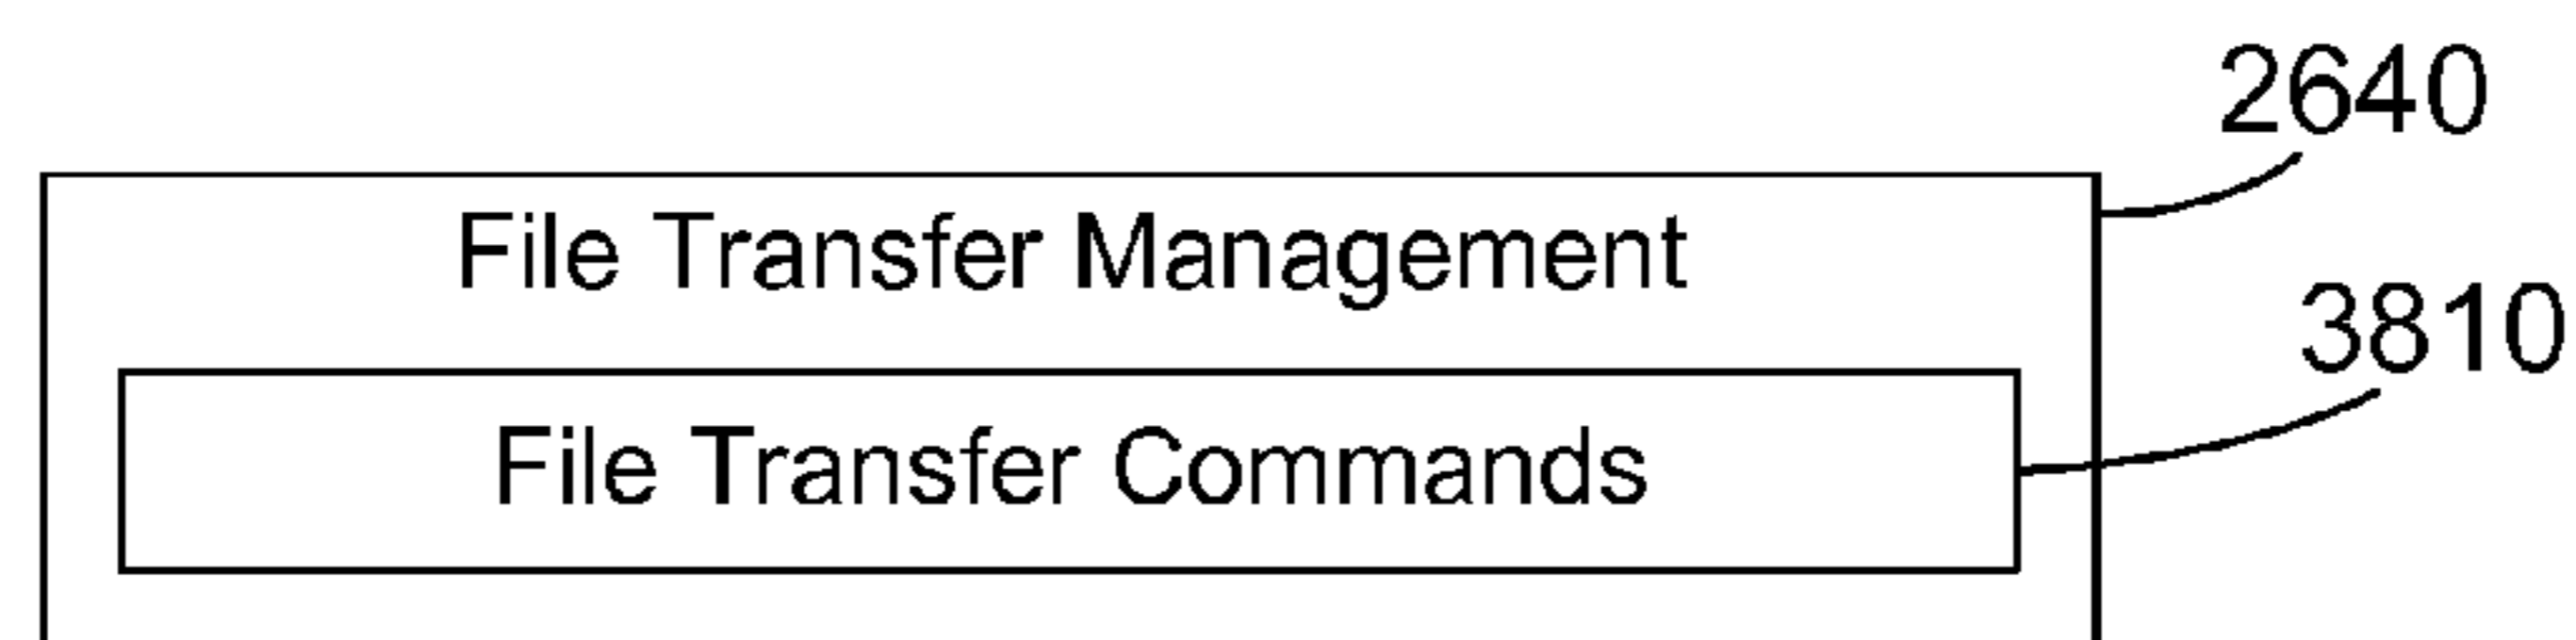 2640
File Transfer Management
3810
File Transfer Commands